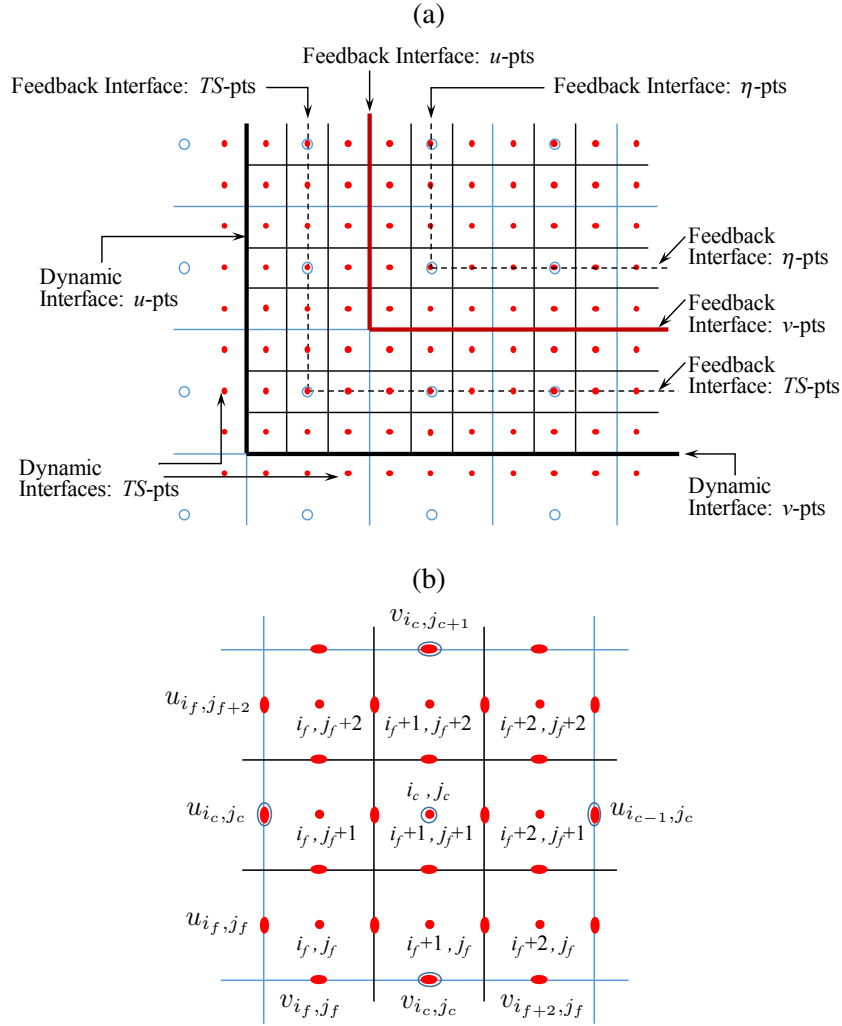 (a)
Feedback Interface: u-pts
Feedback Interface: TS-pts
Feedback Interface: η-pts
Feedback
Interface: η-pts
Dynamic
Interface: u-pts
Feedback
Interface: v-pts
Feedback
Interface: TS-pts
Dynamic
Interfaces: TS-pts
Dynamic
Interface: v-pts
(b)
v_{i_c,j_{c+1}}
u_{i_f,j_{f+2}}
i_f , j_f+2
i_f+1 , j_f+2
i_f+2 , j_f+2
i_c , j_c
u_{i_c,j_c}
u_{i_{c-1},j_c}
i_f , j_f+1
i_f+1 , j_f+1
i_f+2 , j_f+1
u_{i_f,j_f}
i_f , j_f
i_f+1 , j_f
i_f+2 , j_f
v_{i_f,j_f}
v_{i_c,j_c}
v_{i_{f+2},j_f}